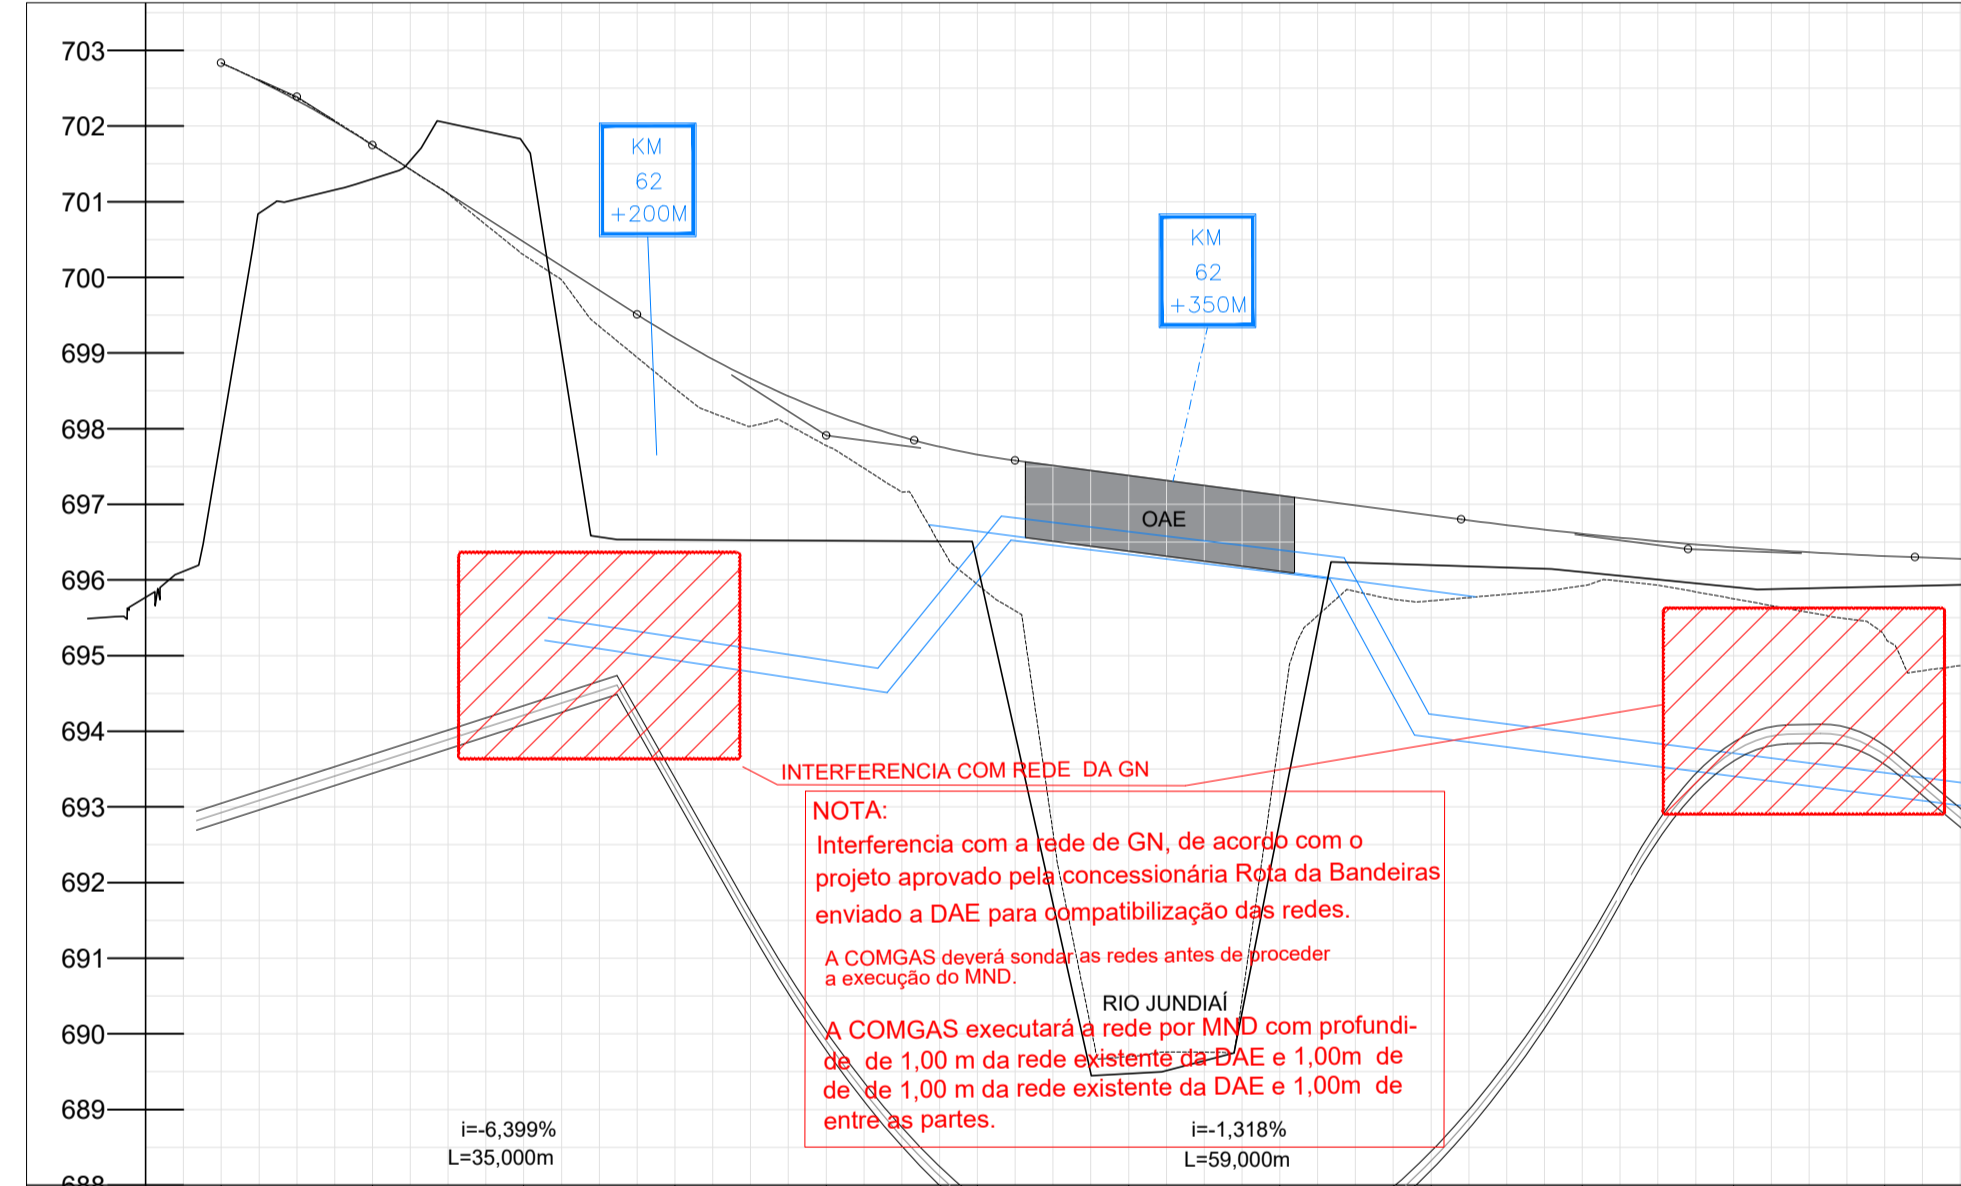 703
702
701
700
699
698
697
696
695
694
693
692
691
690
689
688
KM
62
+200M
KM
62
+350M
OAE
INTERFERENCIA COM REDE DA GN
NOTA:
Interferencia com a rede de GN, de acordo com o
projeto aprovado pela concessionária Rota da Bandeiras
enviado a DAE para compatibilização das redes.
A COMGAS deverá sondar as redes antes de proceder
a execução do MND.
RIO JUNDIAÍ
A COMGAS executará a rede por MND com profundi-
de de 1,00 m da rede existente da DAE e 1,00m de
de de 1,00 m da rede existente da DAE e 1,00m de
entre as partes.
i=-6,399%
L=35,000m
i=-1,318%
L=59,000m